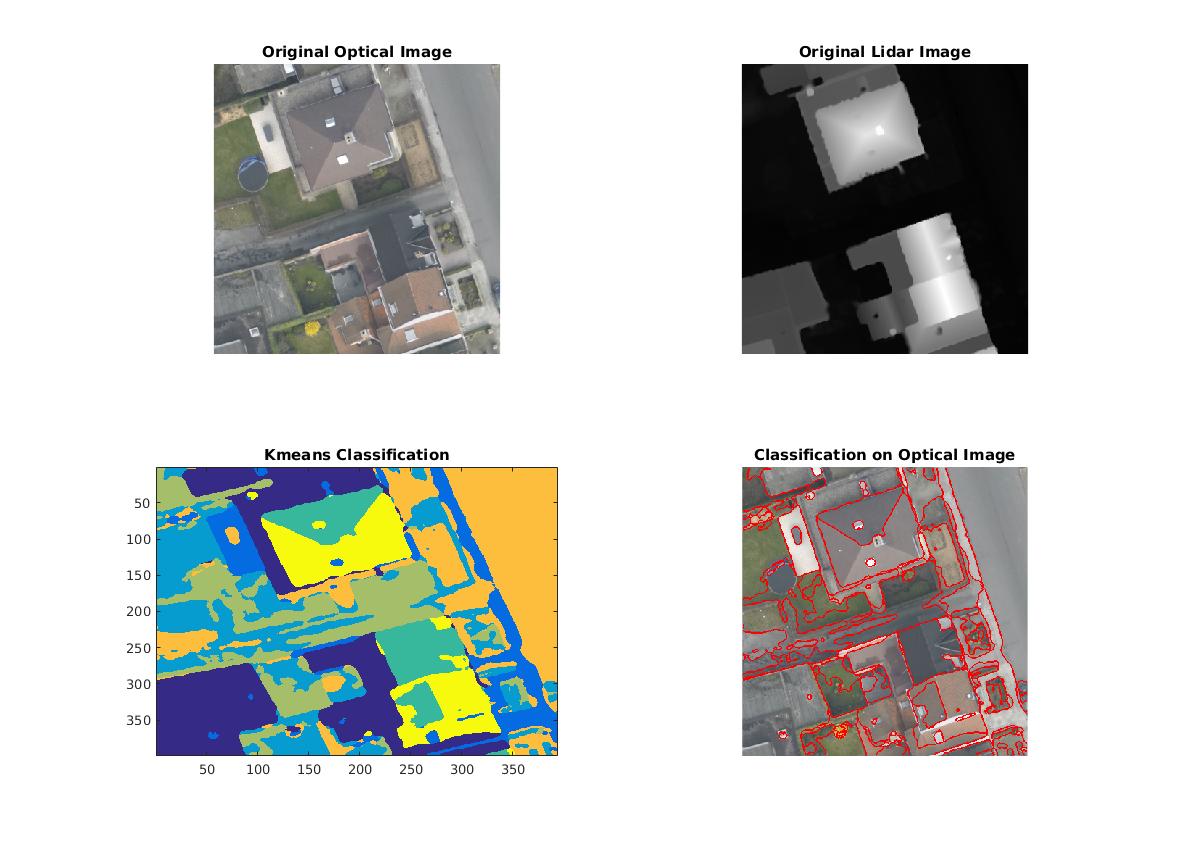 Original Optical Image
Original Lidar Image
Kmeans Classification
50
100
150
200
250
300
350
50 100 150 200 250 300 350
Classification on Optical Image